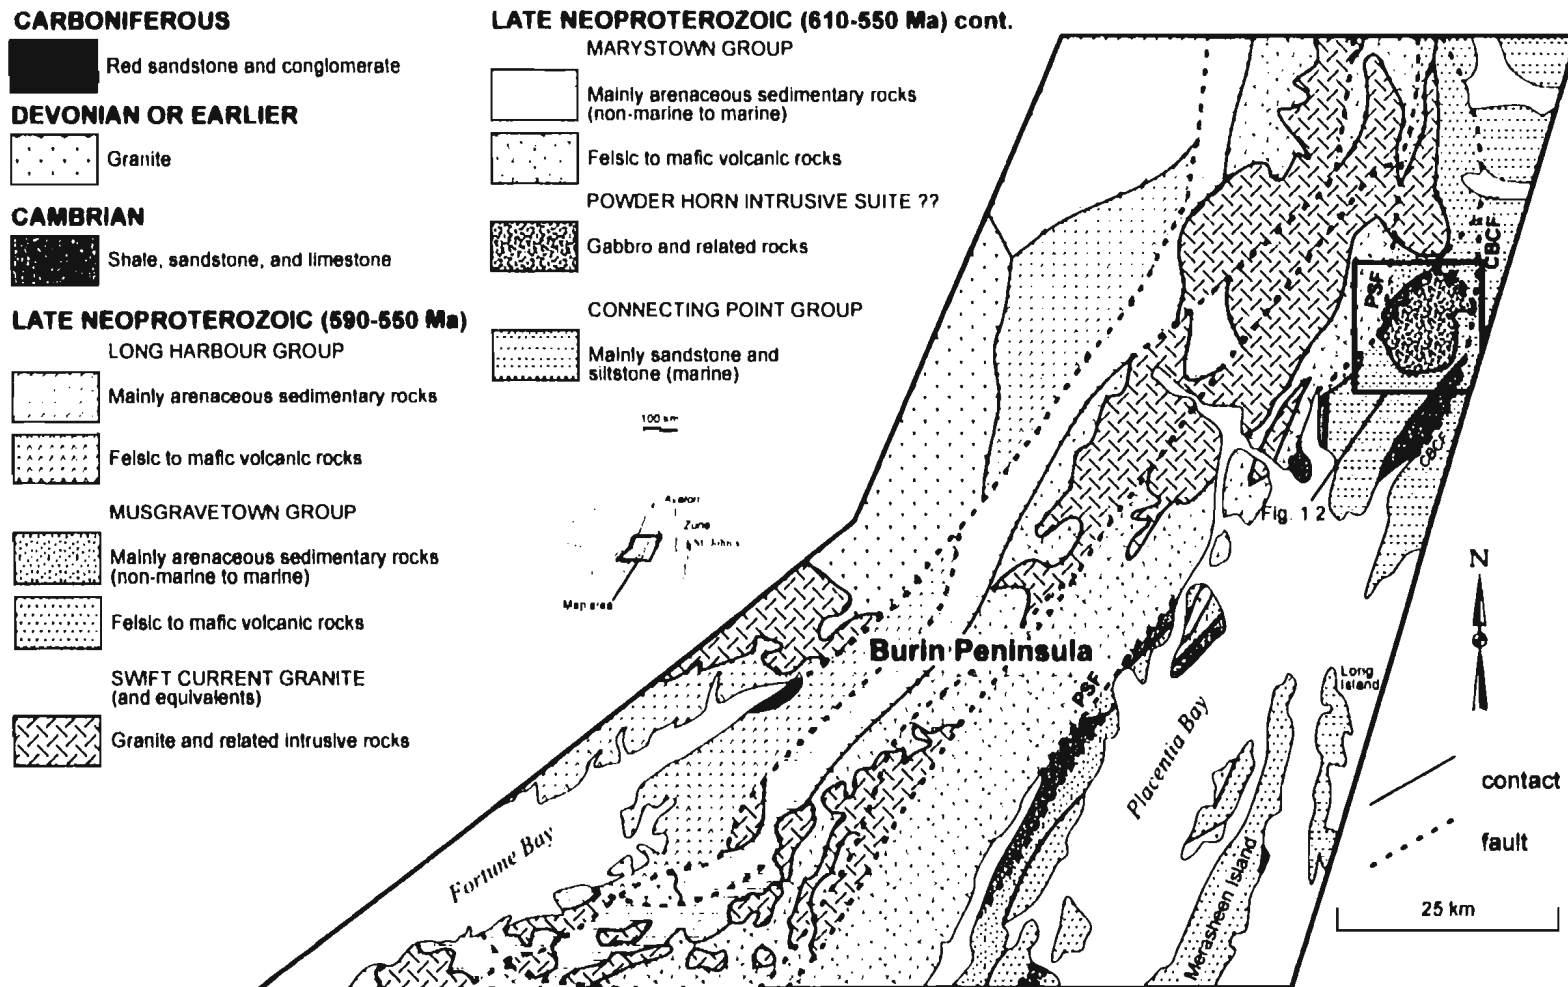 CARBONIFEROUS
Red sandstone and conglomerate
DEVONIAN OR EARLIER
Granite
CAMBRIAN
Shale, sandstone, and limestone
LATE NEOPROTEROZOIC (590-550 Ma)
LONG HARBOUR GROUP
Mainly arenaceous sedimentary rocks
Felsic to mafic volcanic rocks
MUSGRAVETOWN GROUP
Mainly arenaceous sedimentary rocks
(non-marine to marine)
Felsic to mafic volcanic rocks
SWIFT CURRENT GRANITE
(and equivalents)
Granite and related intrusive rocks
LATE NEOPROTEROZOIC (610-550 Ma) cont.
MARYSTOWN GROUP
Mainly arenaceous sedimentary rocks
(non-marine to marine)
Felsic to mafic volcanic rocks
POWDER HORN INTRUSIVE SUITE ??
Gabbro and related rocks
CONNECTING POINT GROUP
Mainly sandstone and
siltstone (marine)
100 km
Avalon
Zone
St. John's
Map area
CBCF
PSF
CBCF
Fig. 1 2
N
Burin Peninsula
PSF
Long
Island
Placentia Bay
Fortune Bay
Merasheen Island
contact
fault
25 km